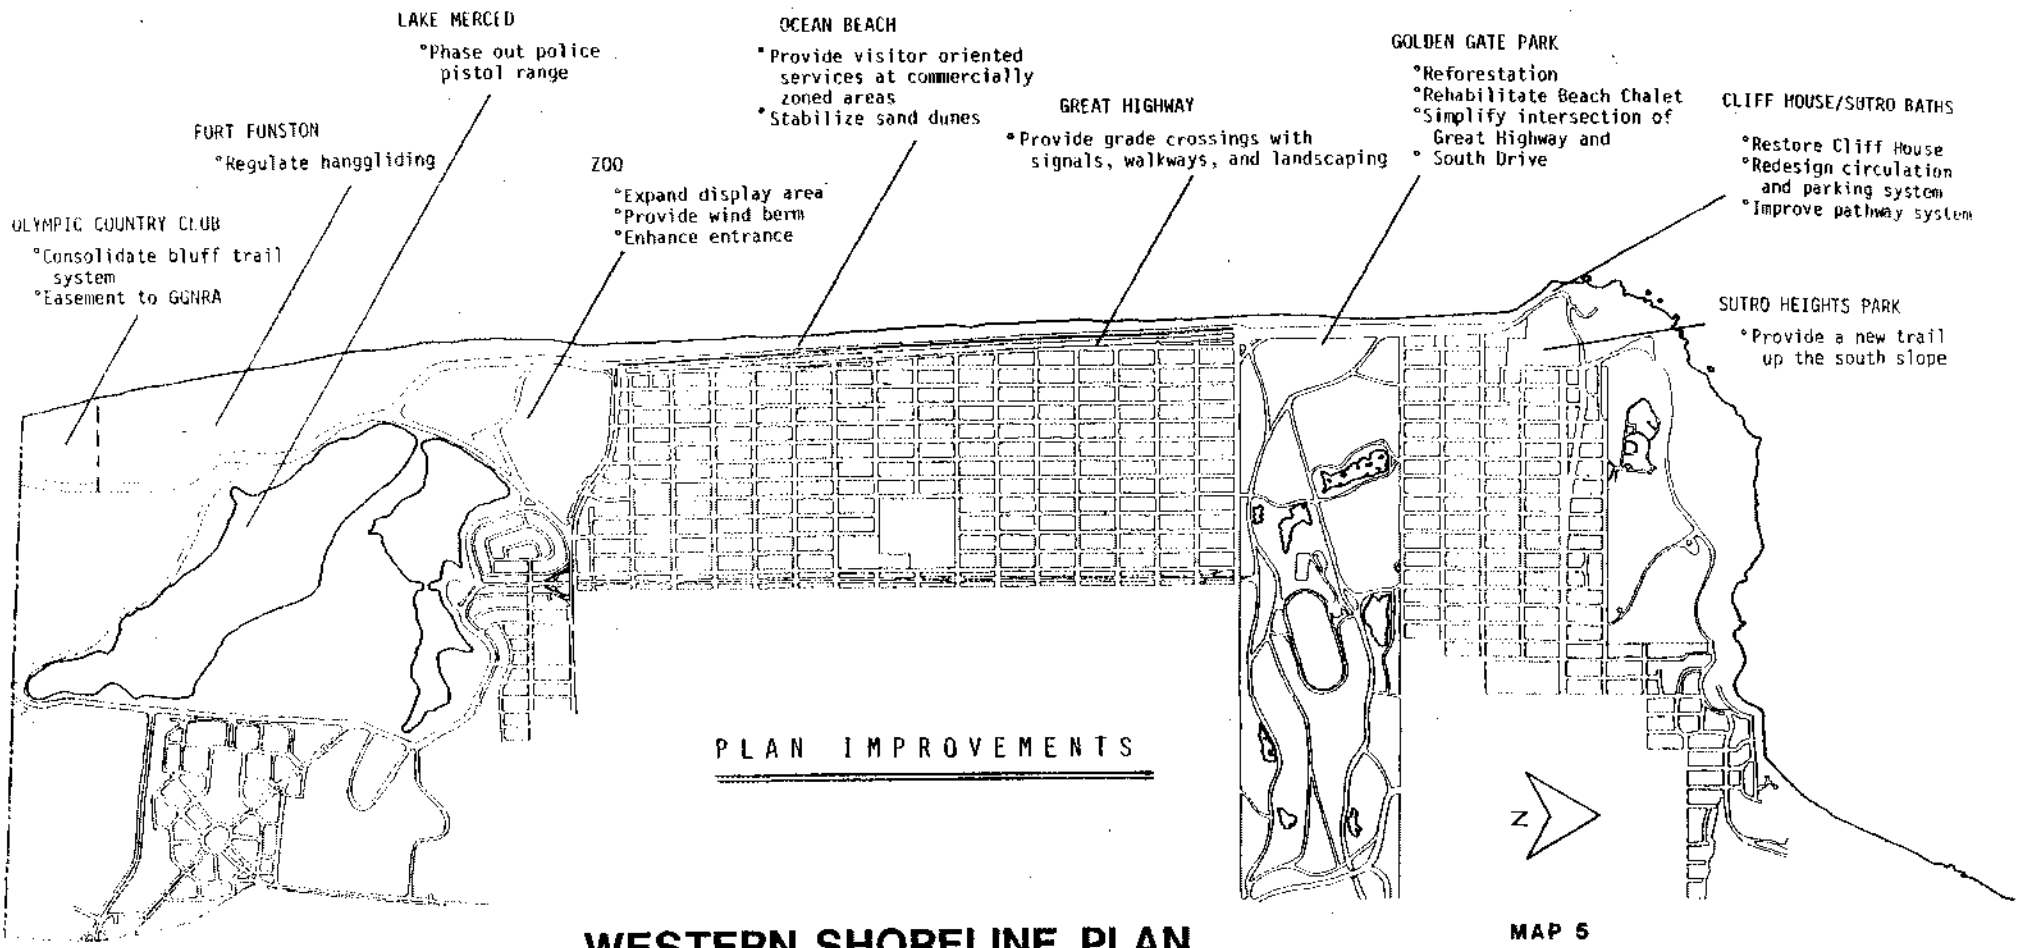 LAKE MERCED
°Phase out police
pistol range
OCEAN BEACH
°Provide visitor oriented
services at commercially
zoned areas
°Stabilize sand dunes
GOLDEN GATE PARK
°Reforestation
°Rehabilitate Beach Chalet
°Simplify intersection of
Great Highway and
° South Drive
GREAT HIGHWAY
°Provide grade crossings with
signals, walkways, and landscaping
CLIFF HOUSE/SUTRO BATHS
°Restore Cliff House
°Redesign circulation
and parking system
°Improve pathway system
FORT FUNSTON
°Regulate hanggliding
ZOO
°Expand display area
°Provide wind berm
°Enhance entrance
OLYMPIC COUNTRY CLUB
°Consolidate bluff trail
system
°Easement to GGNRA
SUTRO HEIGHTS PARK
°Provide a new trail
up the south slope
PLAN IMPROVEMENTS
N
WESTERN SHORELINE PLAN
MAP 5